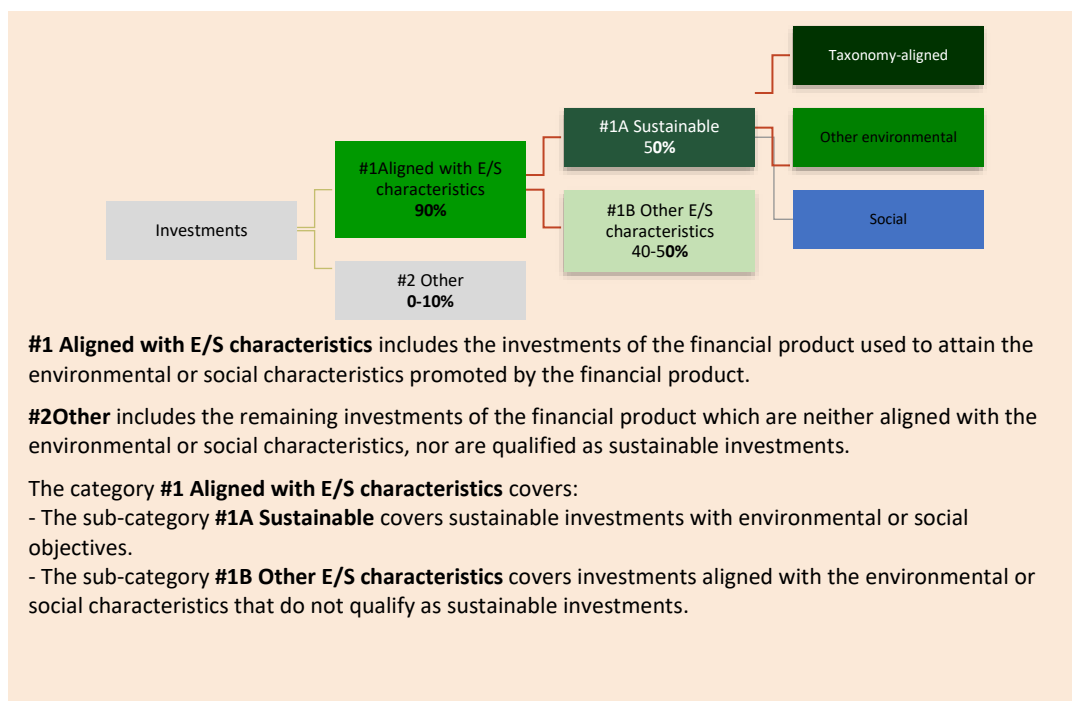 Taxonomy-aligned
#1A Sustainable
50%
Other environmental
#1Aligned with E/S
characteristics
90%
#1B Other E/S
characteristics
40-50%
Social
Investments
#2 Other
0-10%
#1 Aligned with E/S characteristics includes the investments of the financial product used to attain the
environmental or social characteristics promoted by the financial product.
#2Other includes the remaining investments of the financial product which are neither aligned with the
environmental or social characteristics, nor are qualified as sustainable investments.
The category #1 Aligned with E/S characteristics covers:
- The sub-category #1A Sustainable covers sustainable investments with environmental or social
objectives.
- The sub-category #1B Other E/S characteristics covers investments aligned with the environmental or
social characteristics that do not qualify as sustainable investments.